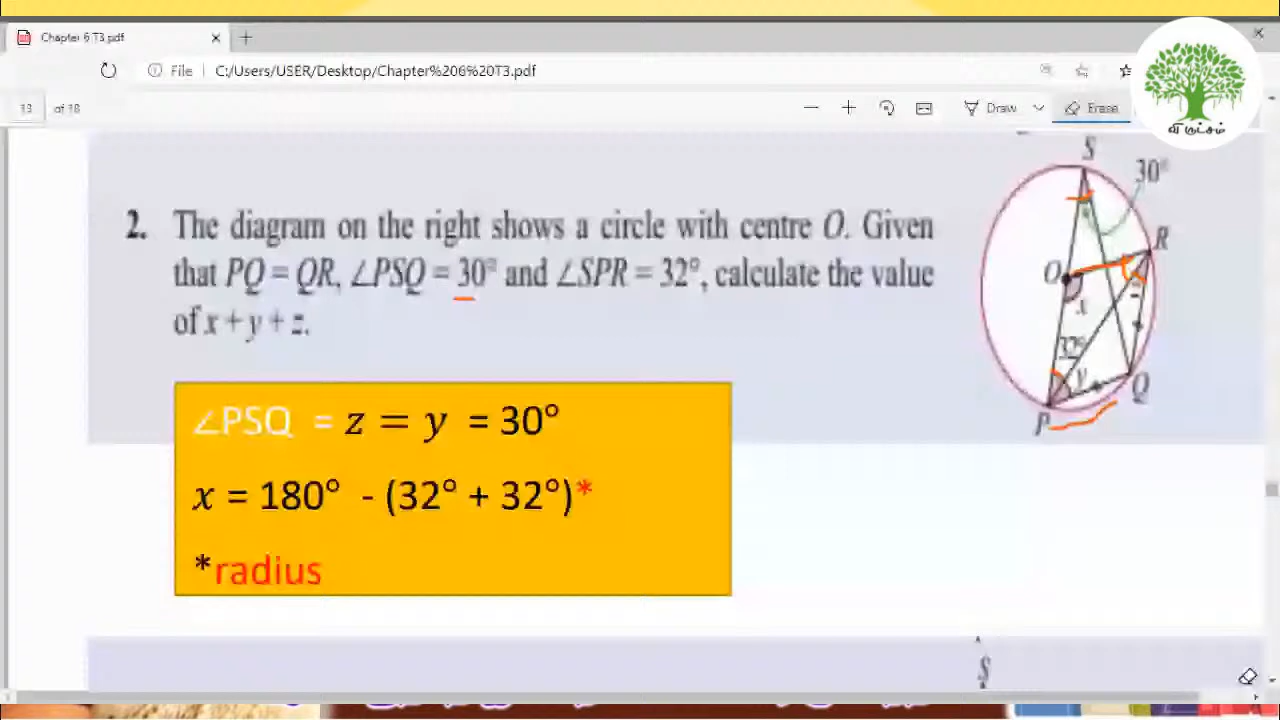 Chapter 6 T3.pdf
File C:/Users/USER/Desktop/Chapter%206%20T3.pdf
13 of 18
Draw
Erase
விருட்சம்
2. The diagram on the right shows a circle with centre O. Given
that PQ = QR, ∠PSQ = 30° and ∠SPR = 32°, calculate the value
of x + y + z.
S
30°
R
O
x
32°
y
Q
P
∠PSQ = z = y = 30°
x = 180° - (32° + 32°)*
*radius
S